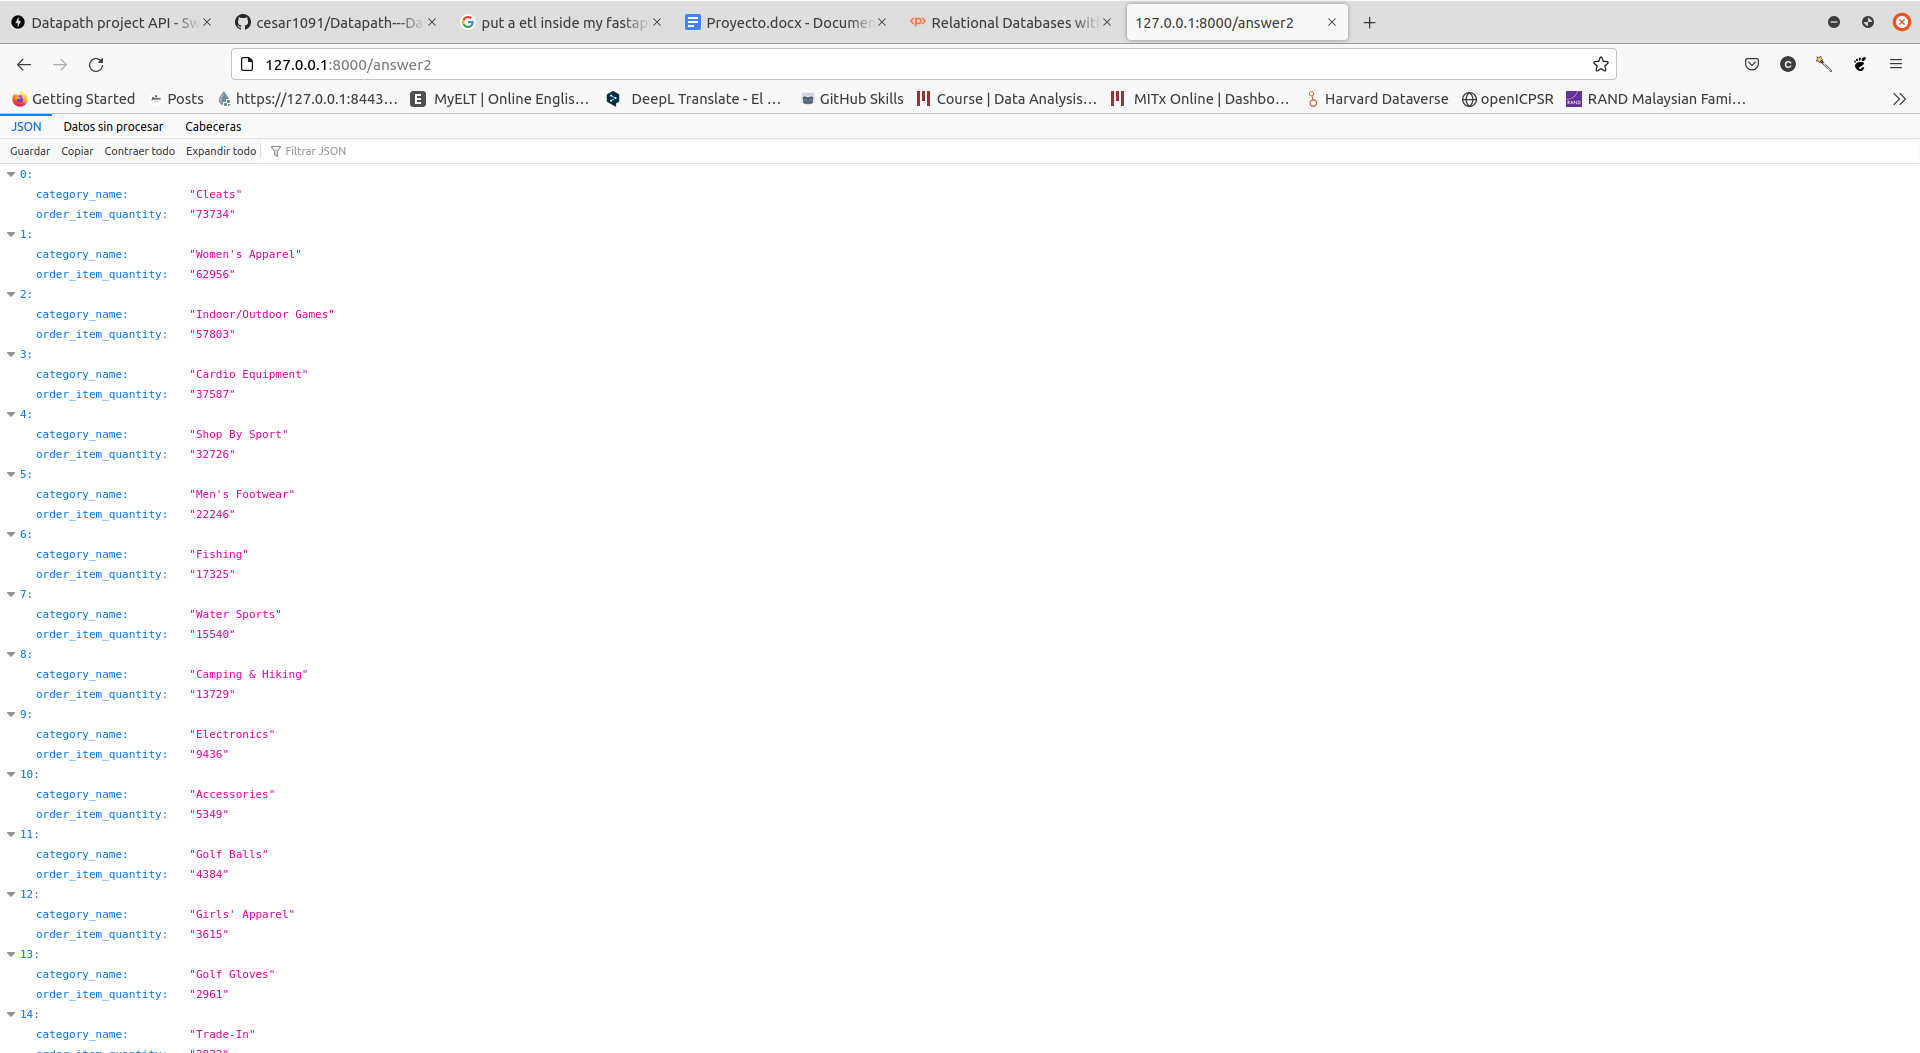 Datapath project API - Sw
cesar1091/Datapath---Da
put a etl inside my fastap
Proyecto.docx - Documen
Relational Databases wit
127.0.0.1:8000/answer2
127.0.0.1:8000/answer2
Getting Started
Posts
https://127.0.0.1:8443…
MyELT | Online Englis…
DeepL Translate - El …
GitHub Skills
Course | Data Analysis…
MITx Online | Dashbo…
Harvard Dataverse
openICPSR
RAND Malaysian Fami…
JSON Datos sin procesar Cabeceras
Guardar Copiar Contraer todo Expandir todo Filtrar JSON
0:
category_name: "Cleats"
order_item_quantity: "73734"
1:
category_name: "Women's Apparel"
order_item_quantity: "62956"
2:
category_name: "Indoor/Outdoor Games"
order_item_quantity: "57803"
3:
category_name: "Cardio Equipment"
order_item_quantity: "37587"
4:
category_name: "Shop By Sport"
order_item_quantity: "32726"
5:
category_name: "Men's Footwear"
order_item_quantity: "22246"
6:
category_name: "Fishing"
order_item_quantity: "17325"
7:
category_name: "Water Sports"
order_item_quantity: "15540"
8:
category_name: "Camping & Hiking"
order_item_quantity: "13729"
9:
category_name: "Electronics"
order_item_quantity: "9436"
10:
category_name: "Accessories"
order_item_quantity: "5349"
11:
category_name: "Golf Balls"
order_item_quantity: "4384"
12:
category_name: "Girls' Apparel"
order_item_quantity: "3615"
13:
category_name: "Golf Gloves"
order_item_quantity: "2961"
14:
category_name: "Trade-In"